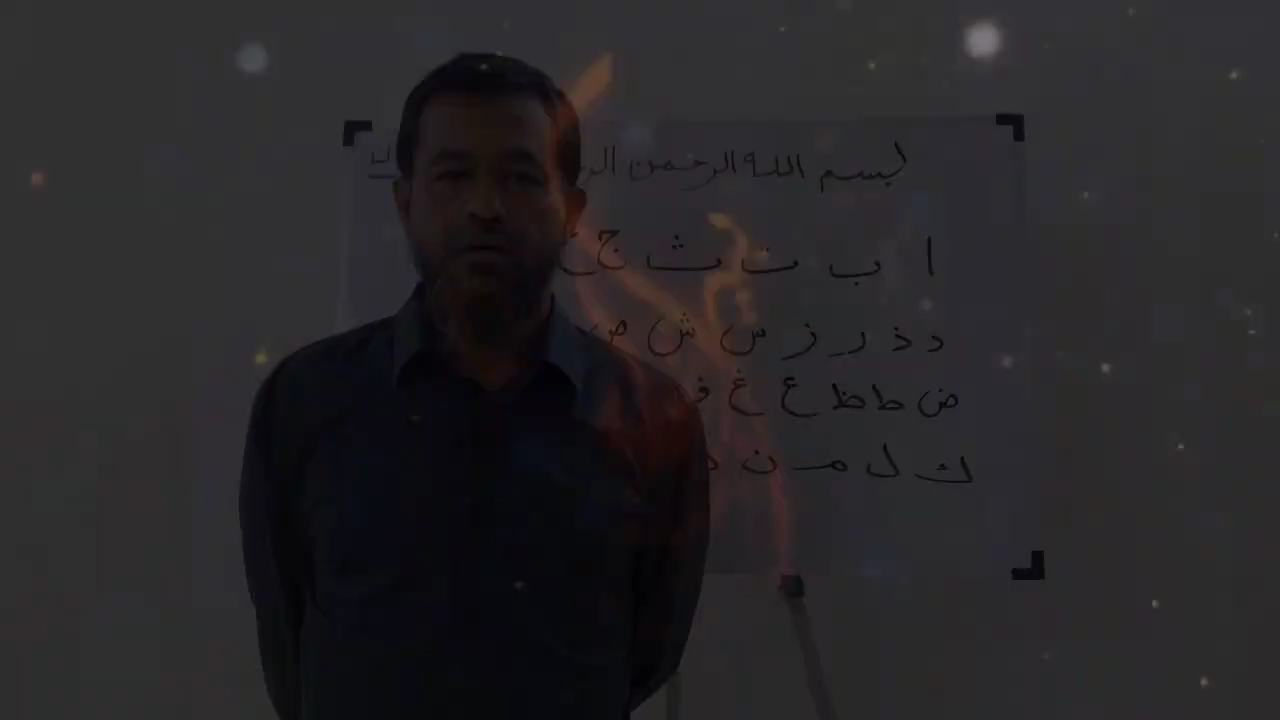 بسم الله الرحمن
ا ب ت ث ج
د ذ ر ز س ش ص
ض ط ظ ع غ ف
ك ل م ن